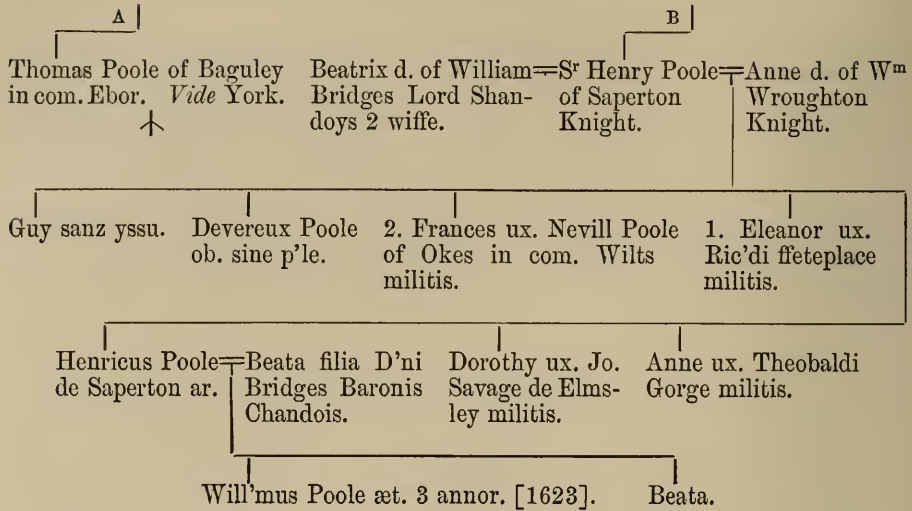 A
B
Thomas Poole of Baguley
in com. Ebor. Vide York.
Beatrix d. of William
Bridges Lord Shan-
doys 2 wiffe.
Sr Henry Poole
of Saperton
Knight.
Anne d. of Wm
Wroughton
Knight.
Guy sanz yssu.
Devereux Poole
ob. sine p'le.
2. Frances ux. Nevill Poole
of Okes in com. Wilts
militis.
1. Eleanor ux.
Ric'di ffeteplace
militis.
Henricus Poole
de Saperton ar.
Beata filia D'ni
Bridges Baronis
Chandois.
Dorothy ux. Jo.
Savage de Elms-
ley militis.
Anne ux. Theobaldi
Gorge militis.
Will'mus Poole æt. 3 annor. [1623].
Beata.